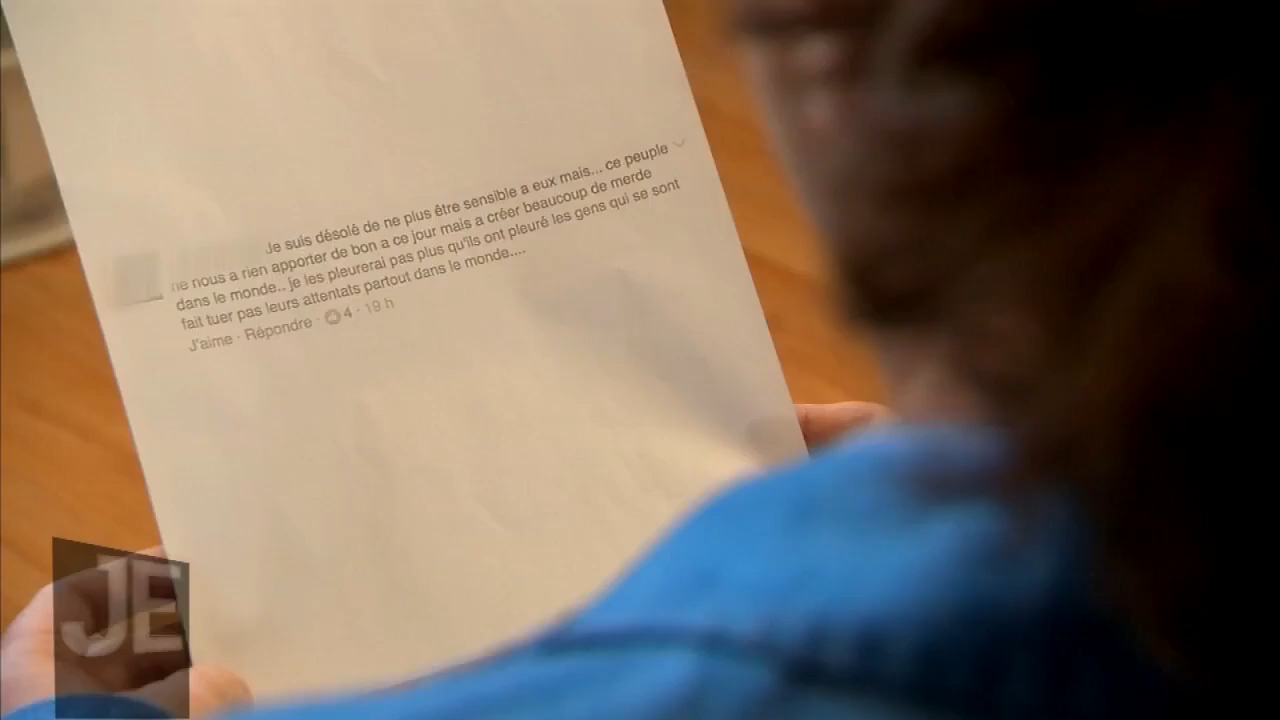 Je suis désolé de ne plus être sensible a eux mais... ce peuple
ne nous a rien apporter de bon a ce jour mais a créer beaucoup de merde
dans le monde.. je les pleurerai pas plus qu'ils ont pleuré les gens qui se sont
fait tuer pas leurs attentats partout dans le monde....
J'aime · Répondre · 4 · 19 h
JE